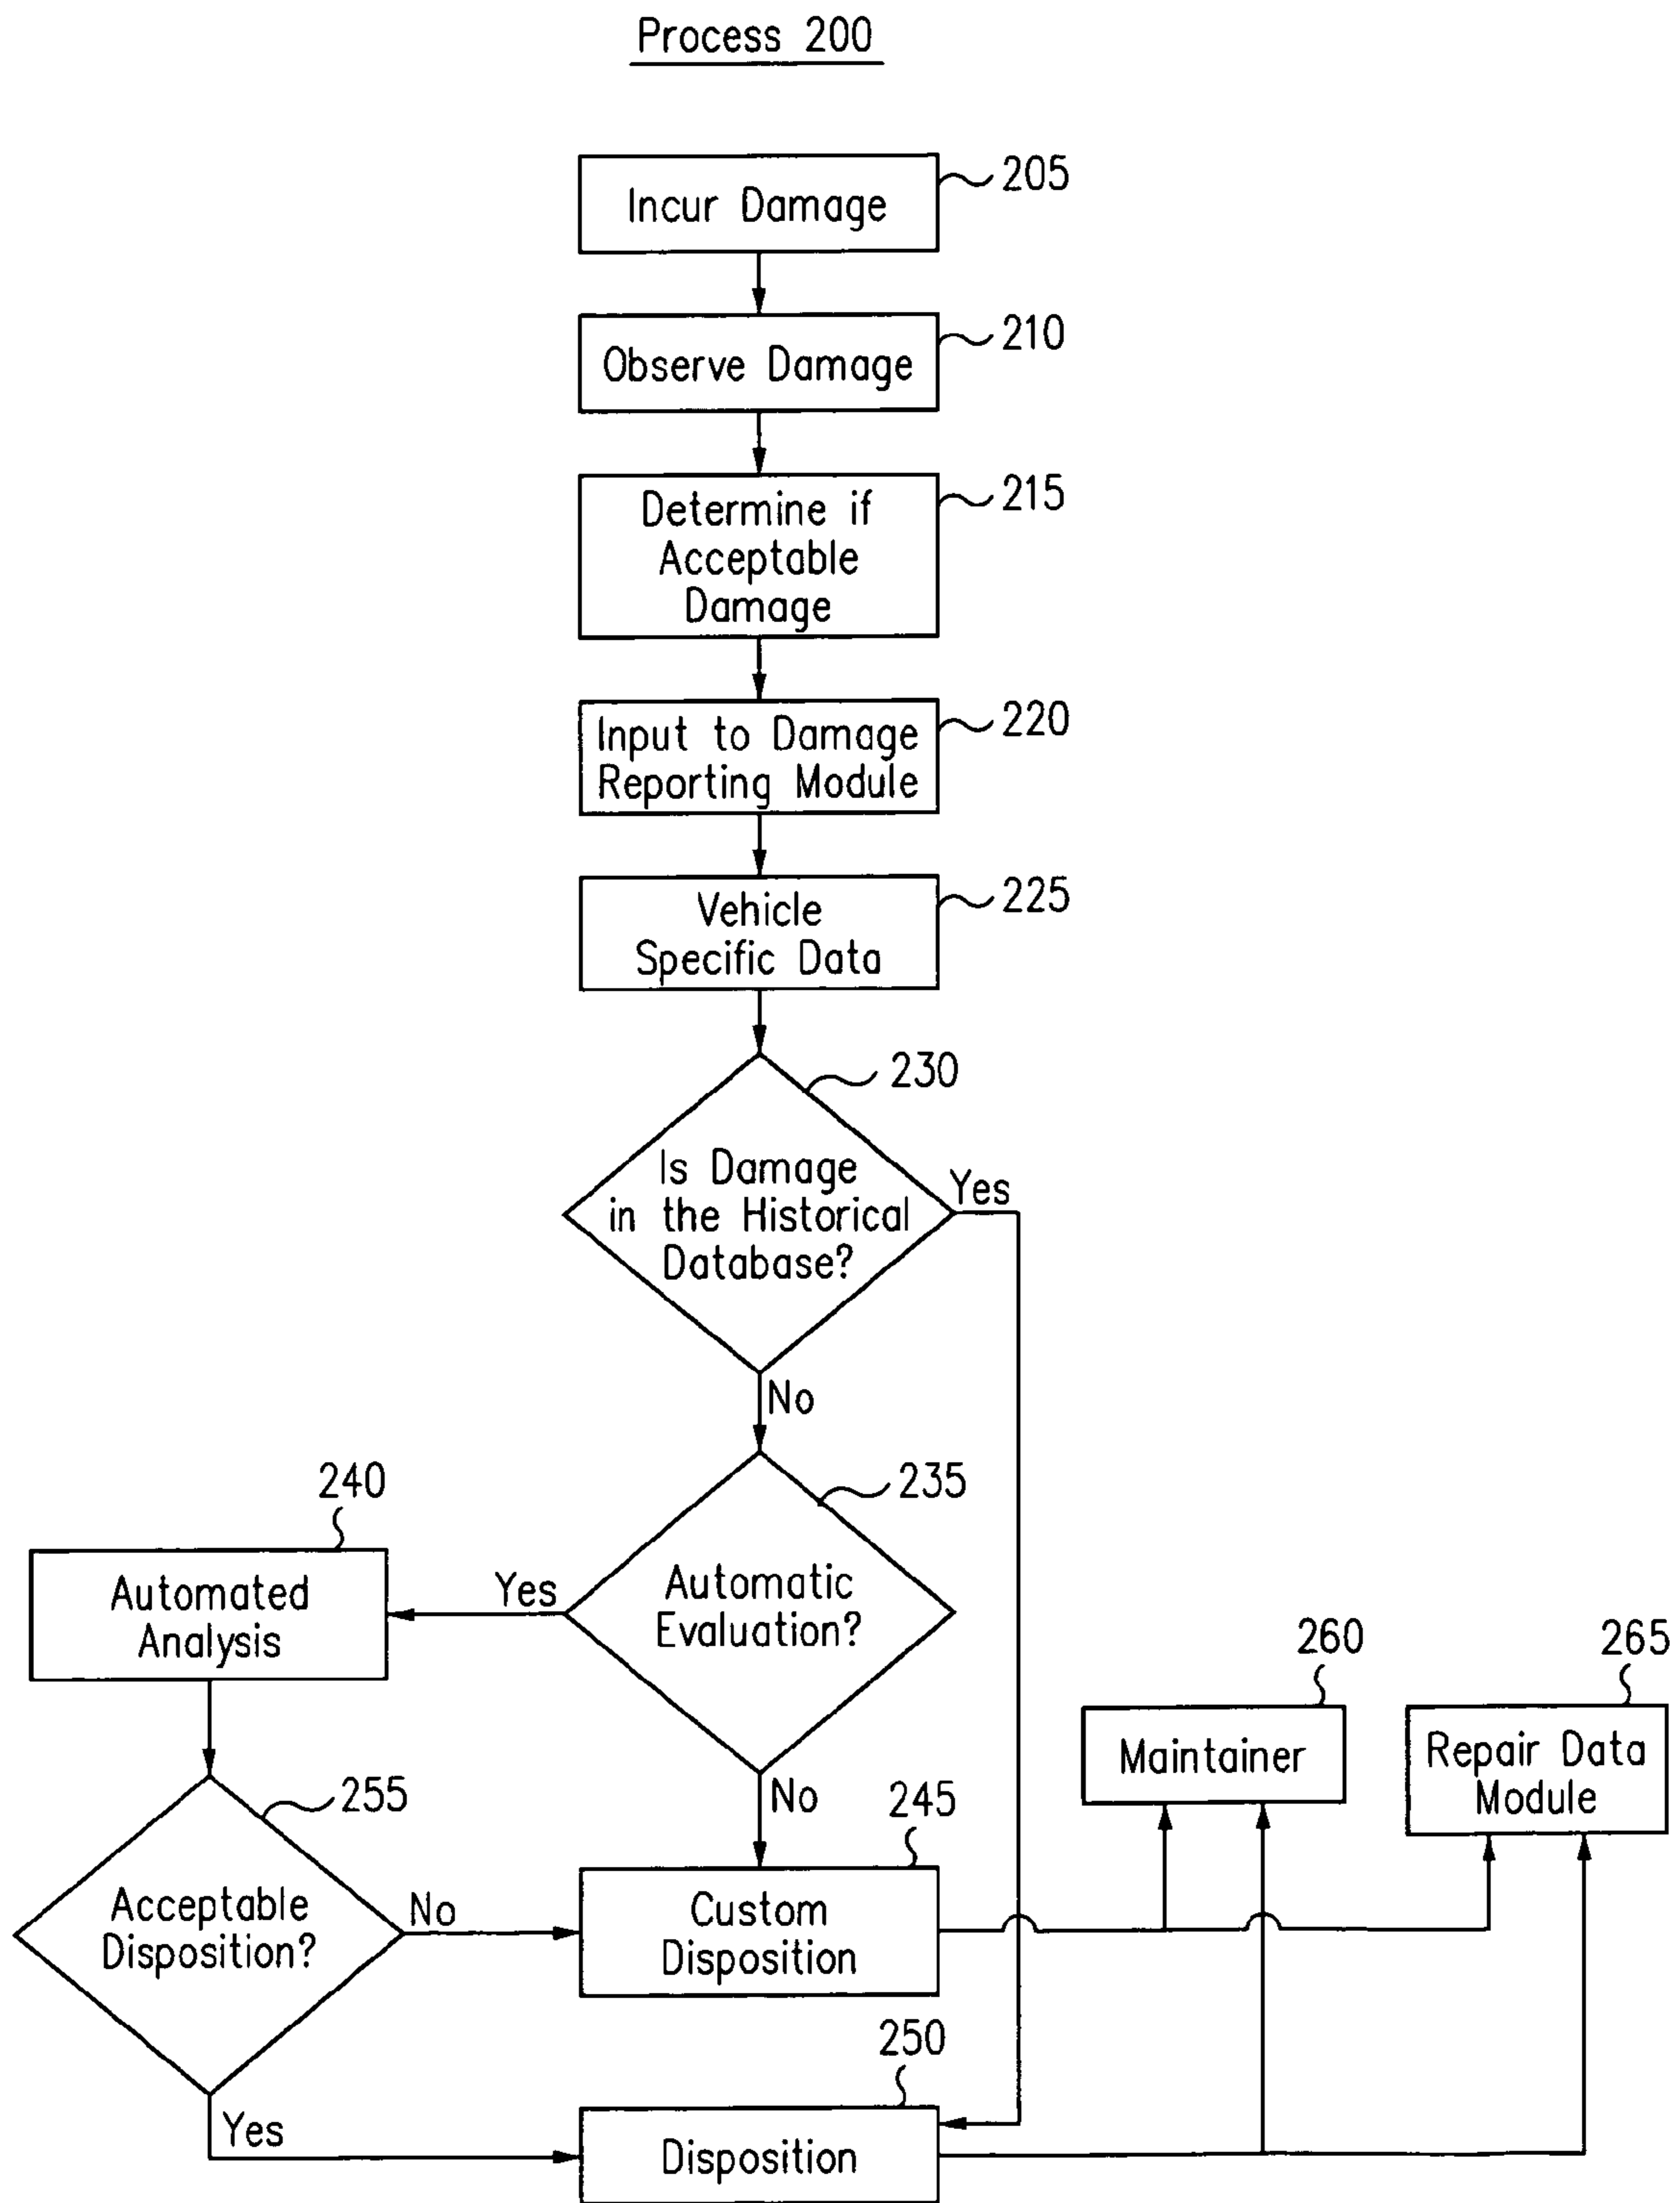 Process 200
205
Incur Damage
210
Observe Damage
215
Determine if
Acceptable
Damage
220
Input to Damage
Reporting Module
225
Vehicle
Specific Data
230
Is Damage
in the Historical
Database?
Yes
No
235
Automatic
Evaluation?
Yes
No
240
Automated
Analysis
255
Acceptable
Disposition?
No
Yes
245
Custom
Disposition
250
Disposition
260
Maintainer
265
Repair Data
Module